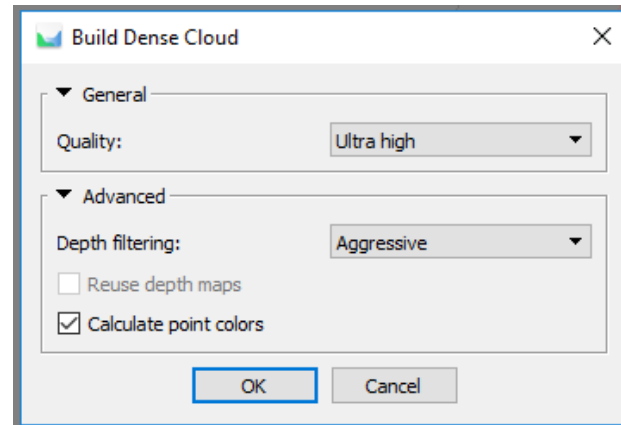 Build Dense Cloud
General
Quality: Ultra high
Advanced
Depth filtering: Aggressive
Reuse depth maps
Calculate point colors
OK Cancel